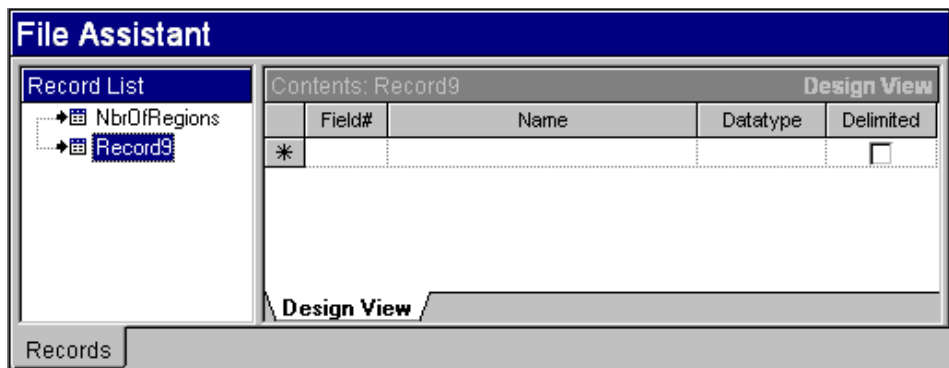 File Assistant
Record List
NbrOfRegions
Record9
Contents: Record9 Design View
Field# Name Datatype Delimited
Design View
Records